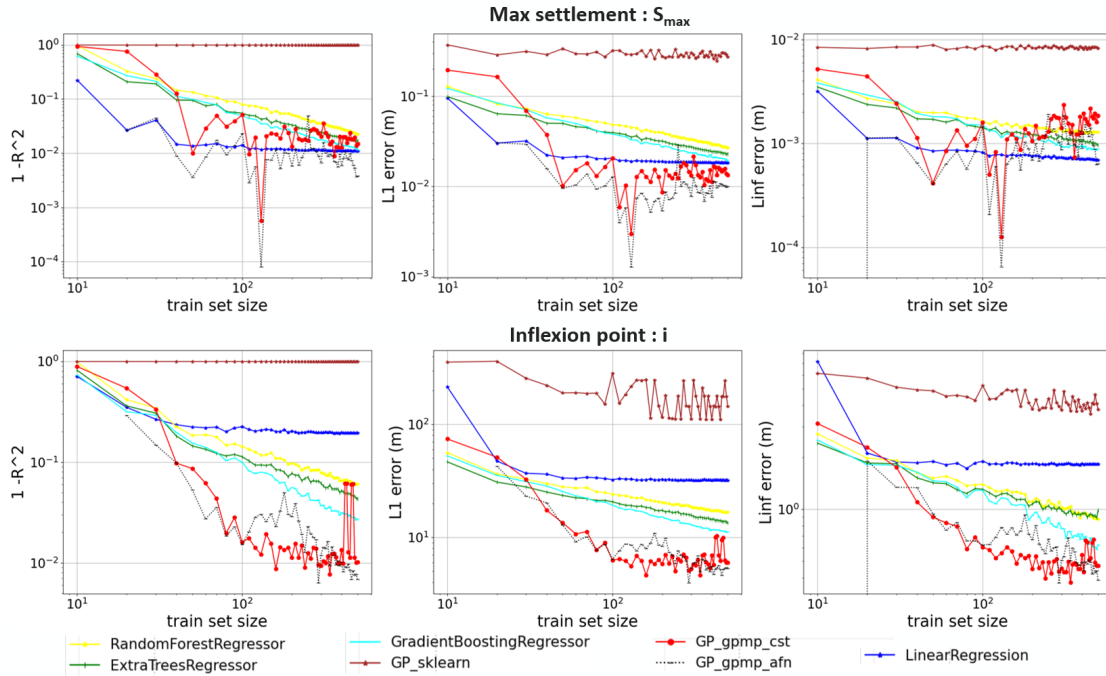 Max settlement : Smax
10^0
10^-1
10^-2
10^-3
10^-4
1 -R^2
10^1
10^2
train set size
10^-1
10^-2
10^-3
L1 error (m)
10^1
10^2
train set size
10^-2
10^-3
10^-4
Linf error (m)
10^1
10^2
train set size
Inflexion point : i
10^0
10^-1
10^-2
1 -R^2
10^1
10^2
train set size
10^2
10^1
L1 error (m)
10^1
10^2
train set size
10^0
Linf error (m)
10^1
10^2
train set size
RandomForestRegressor
ExtraTreesRegressor
GradientBoostingRegressor
GP_sklearn
GP_gpmp_cst
GP_gpmp_afn
LinearRegression